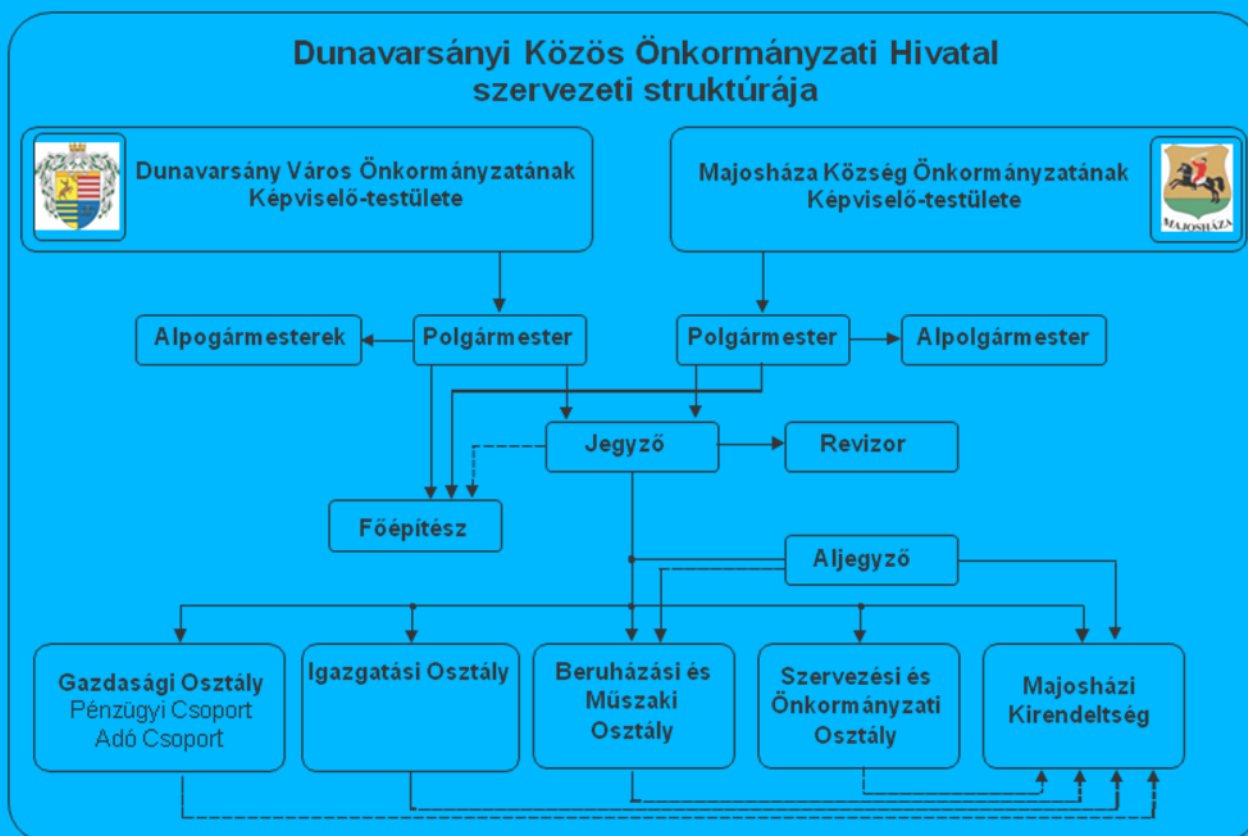 Dunavarsányi Közös Önkormányzati Hivatal
szervezeti struktúrája
Dunavarsány Város Önkormányzatának
Képviselő-testülete
Majosháza Község Önkormányzatának
Képviselő-testülete
MAJOSHÁZA
Alpogármesterek
Polgármester
Polgármester
Alpolgármester
Jegyző
Revizor
Főépítész
Aljegyző
Gazdasági Osztály
Pénzügyi Csoport
Adó Csoport
Igazgatási Osztály
Beruházási és
Műszaki
Osztály
Szervezési és
Önkormányzati
Osztály
Majosházi
Kirendeltség